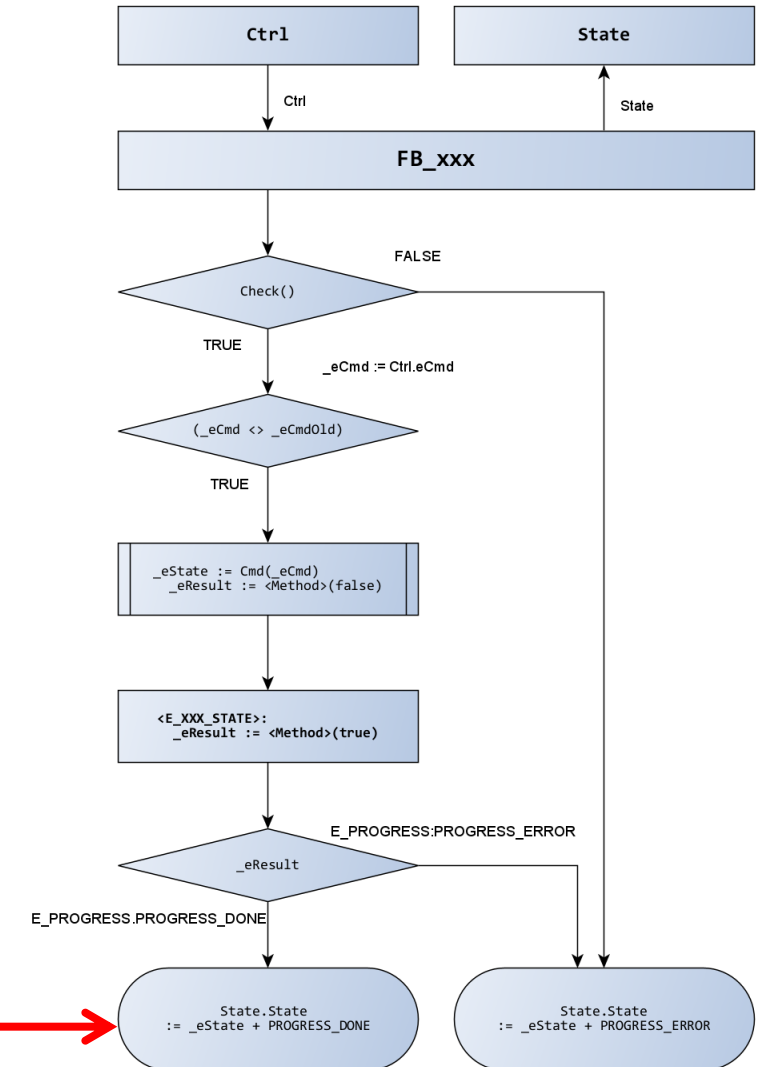 Ctrl
State
Ctrl
State
FB_xxx
FALSE
Check()
TRUE
_eCmd := Ctrl.eCmd
(_eCmd <> _eCmdOld)
TRUE
_eState := Cmd(_eCmd)
_eResult := <Method>(false)
<E_XXX_STATE>:
_eResult := <Method>(true)
E_PROGRESS:PROGRESS_ERROR
_eResult
E_PROGRESS.PROGRESS_DONE
State.State
:= _eState + PROGRESS_DONE
State.State
:= _eState + PROGRESS_ERROR